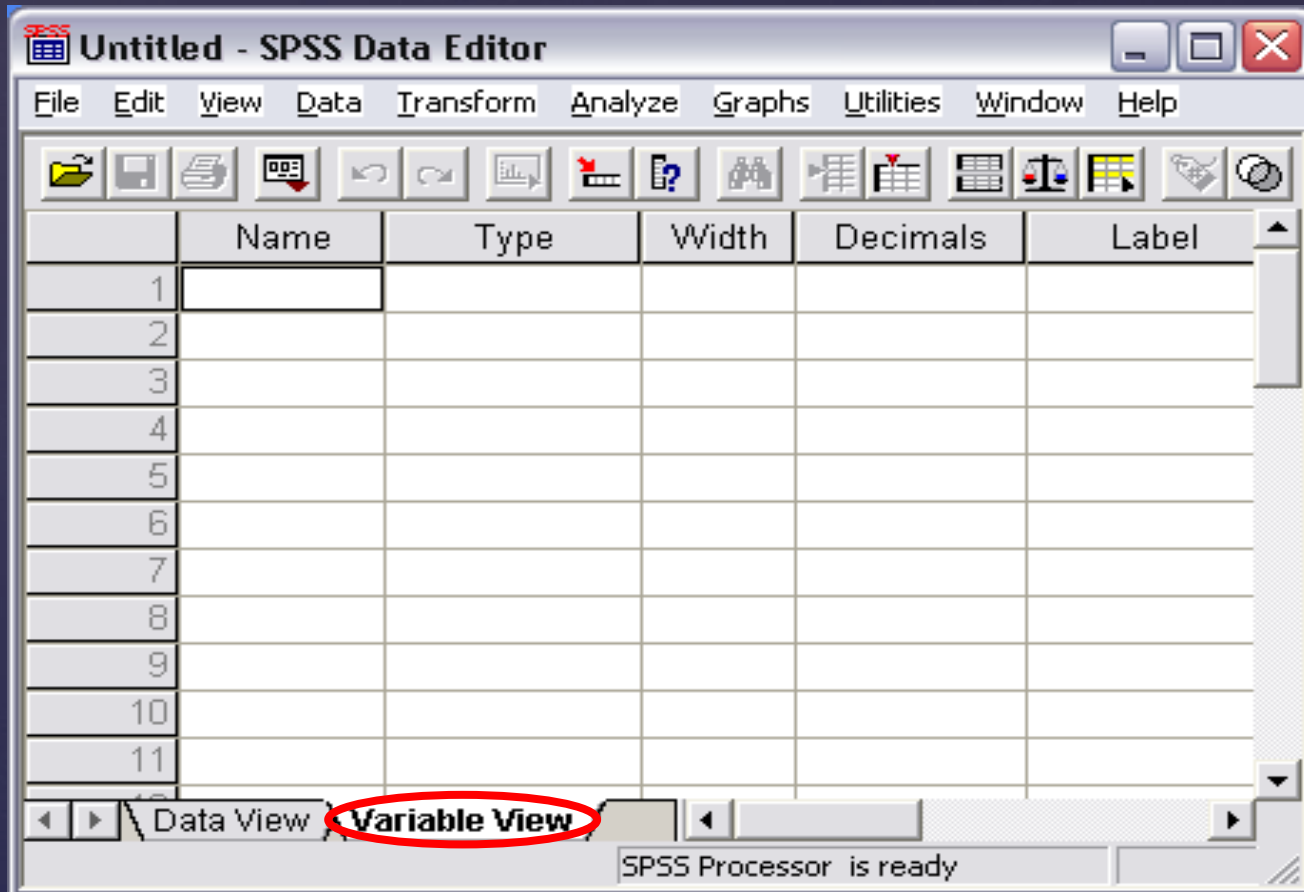 SPSS
Untitled - SPSS Data Editor
File Edit View Data Transform Analyze Graphs Utilities Window Help
Name Type Width Decimals Label
1
2
3
4
5
6
7
8
9
10
11
Data View Variable View
SPSS Processor is ready